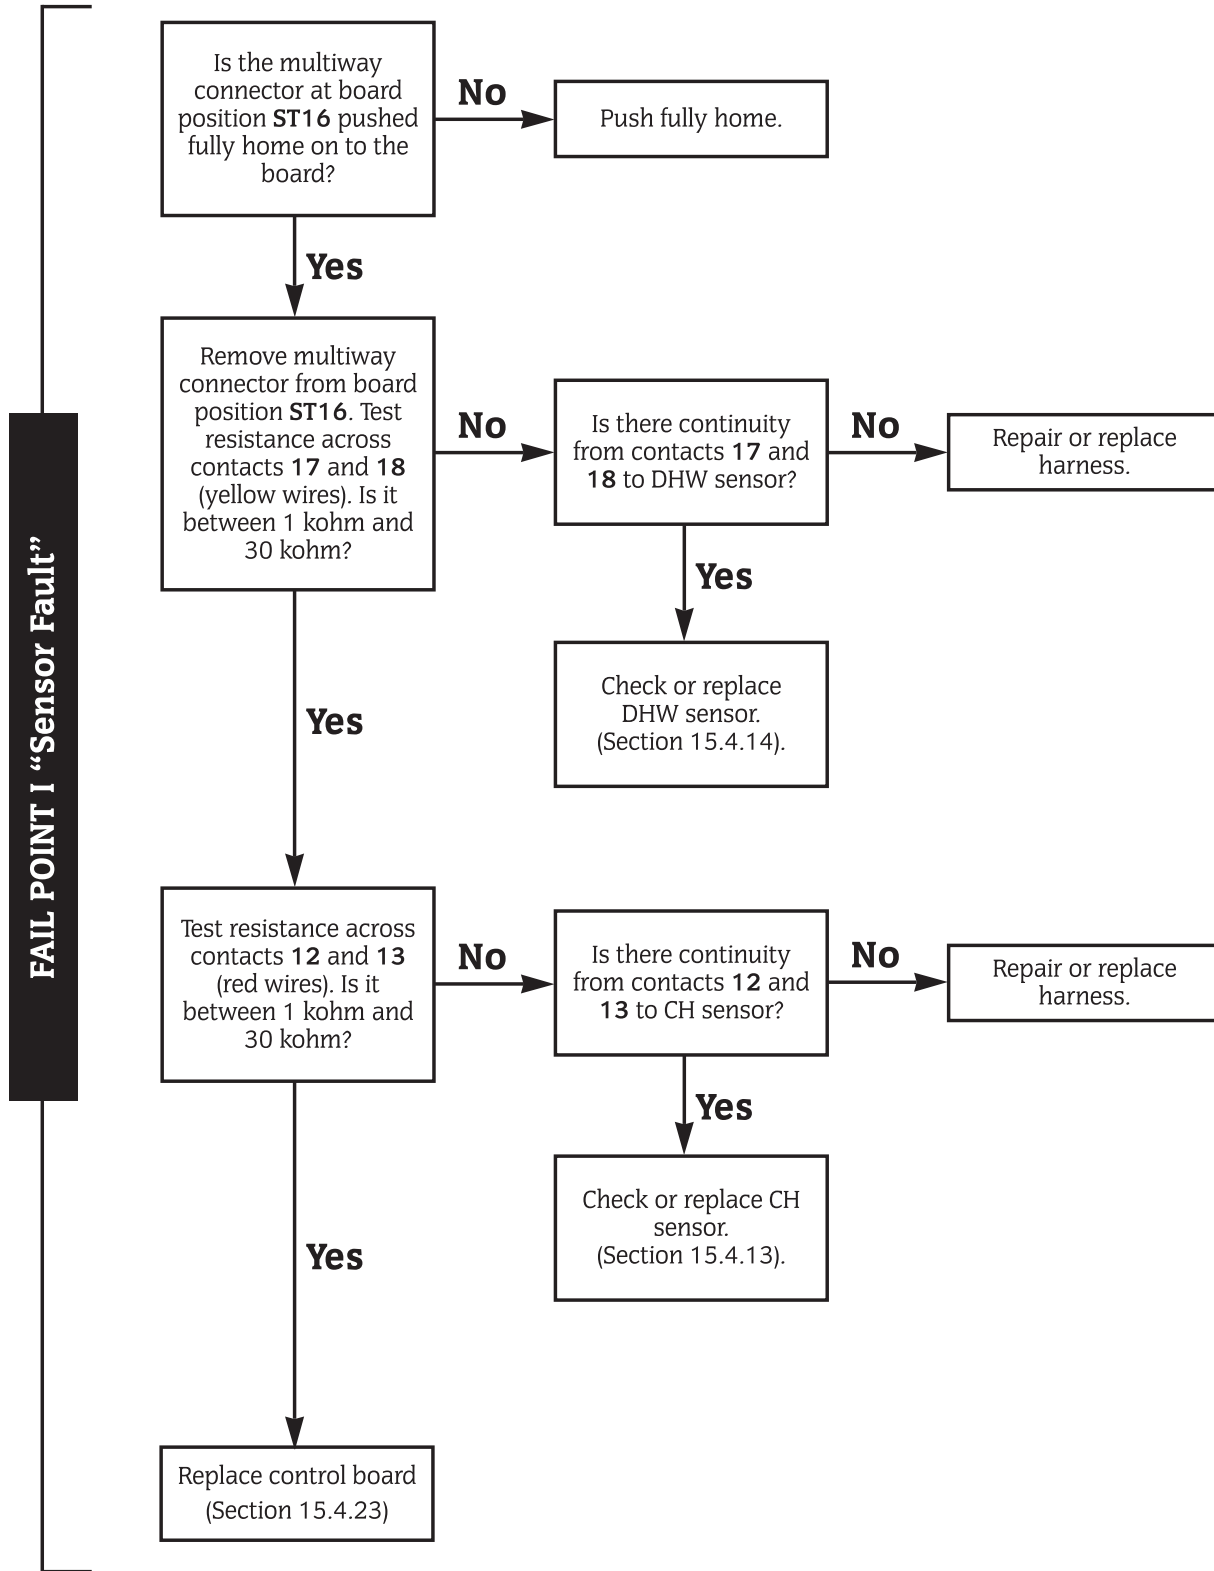 FAIL POINT I “Sensor Fault”
Is the multiway
connector at board
position ST16 pushed
fully home on to the
board?
No
Push fully home.
Yes
Remove multiway
connector from board
position ST16. Test
resistance across
contacts 17 and 18
(yellow wires). Is it
between 1 kohm and
30 kohm?
No
Is there continuity
from contacts 17 and
18 to DHW sensor?
No
Repair or replace
harness.
Yes
Check or replace
DHW sensor.
(Section 15.4.14).
Yes
Test resistance across
contacts 12 and 13
(red wires). Is it
between 1 kohm and
30 kohm?
No
Is there continuity
from contacts 12 and
13 to CH sensor?
No
Repair or replace
harness.
Yes
Check or replace CH
sensor.
(Section 15.4.13).
Yes
Replace control board
(Section 15.4.23)